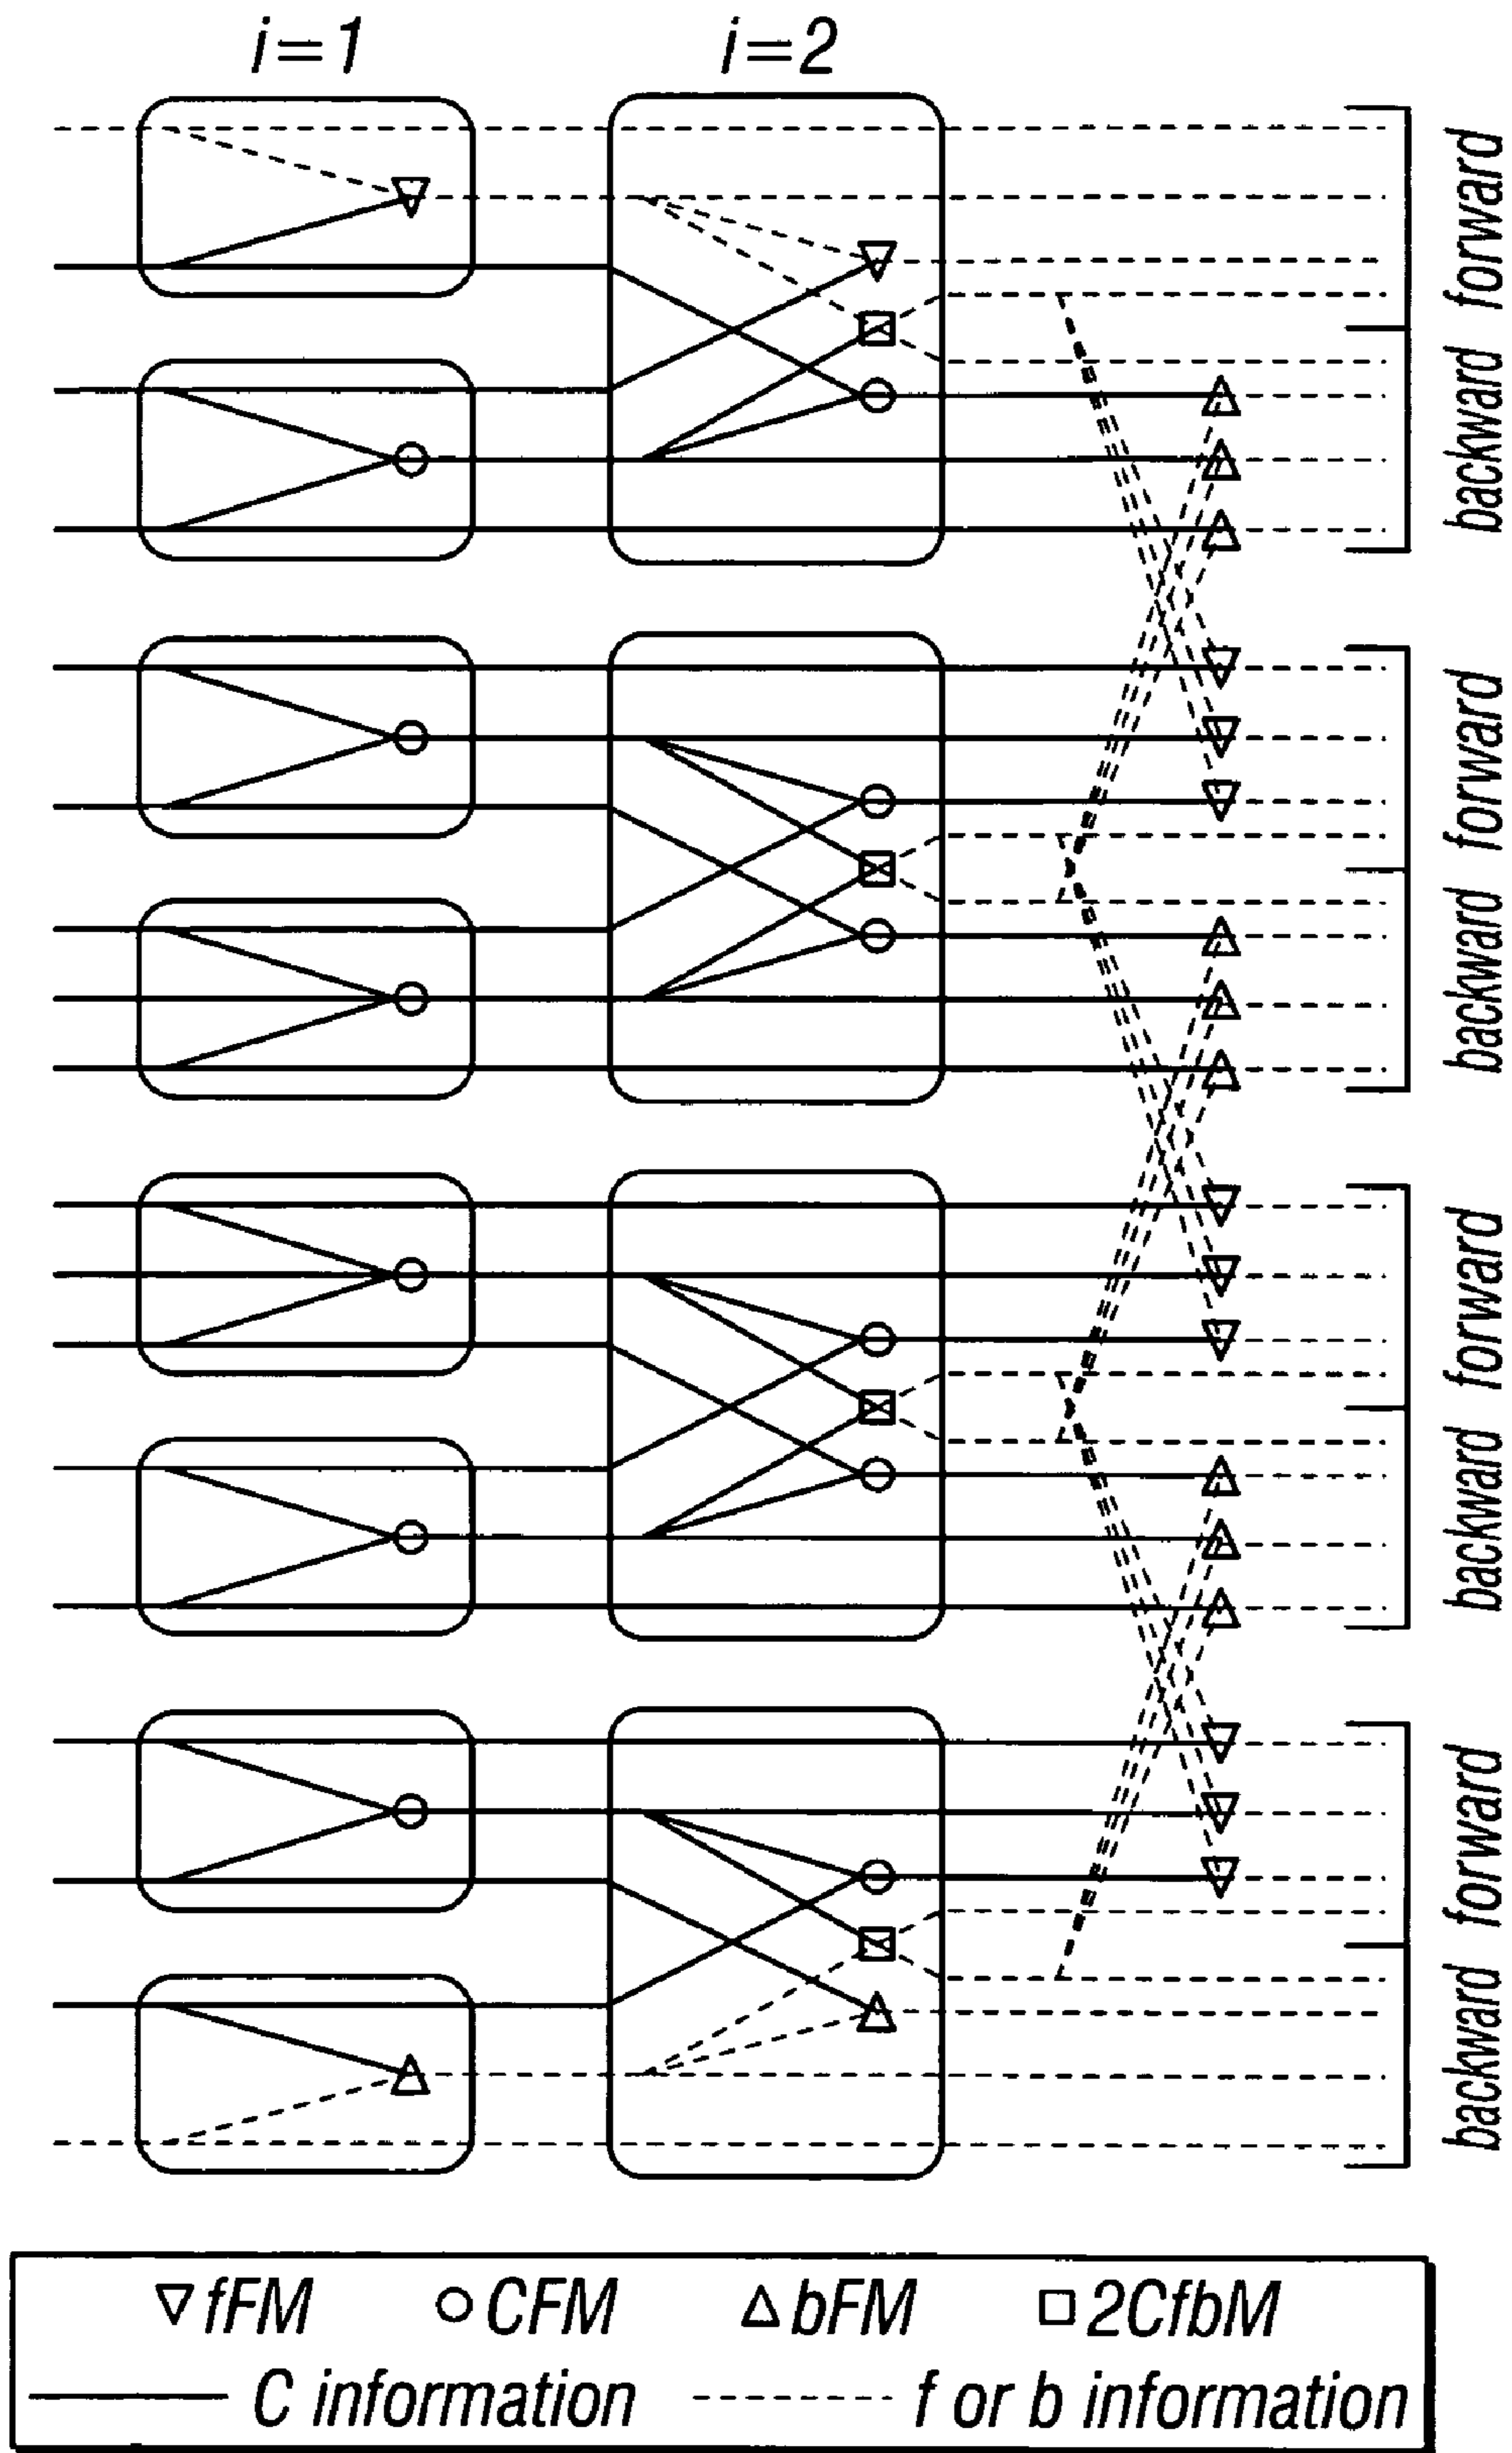 i=1
i=2
forward
backward
forward
backward
forward
backward
forward
backward
fFM CFM bFM 2CfbM
C information f or b information